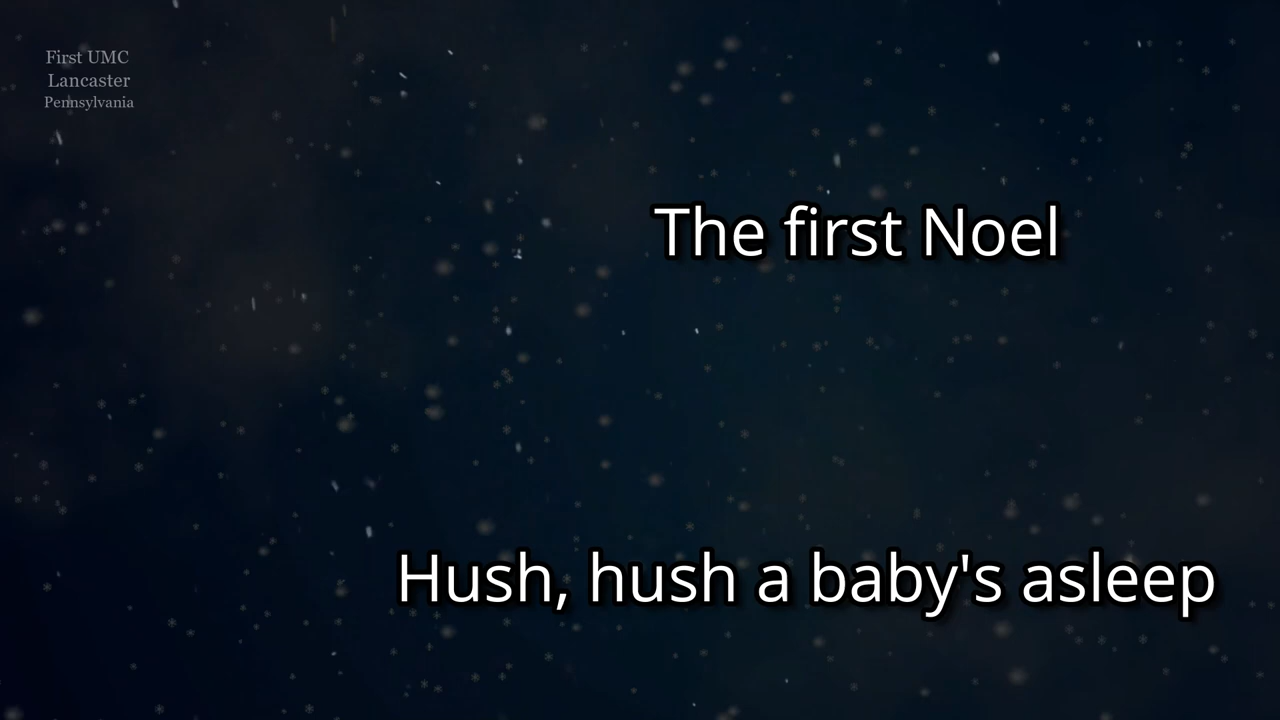 First UMC
Lancaster
Pennsylvania
The first Noel
Hush, hush a baby's asleep